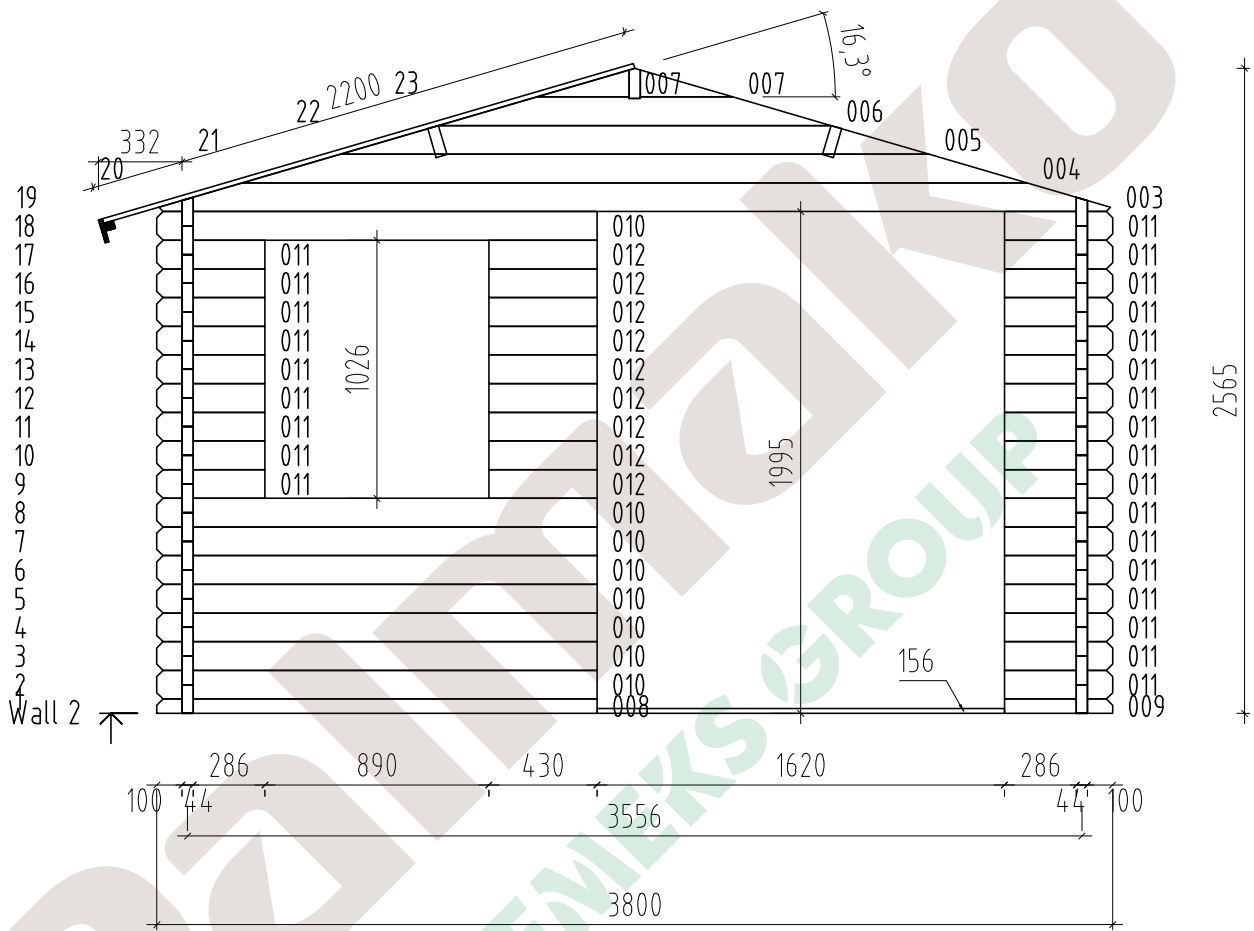 16,3°
2200
23
007 007
22
006
332 21
005
20
004
19 003
18 010 011
17 011 012 011
16 011 012 011
15 011 012 011
14 011 012 011
13 011 012 011
12 011 012 011
11 011 012 011
10 011 012 011
9 011 012 011
8 010 011
7 010 011
6 010 011
5 010 011
4 010 011
3 010 011
2 010 011
1 008 009
Wall 2
1026
1995
2565
156
286 890 430 1620 286
100 44 44 100
3556
3800
Palmako
LEMEKS GROUP